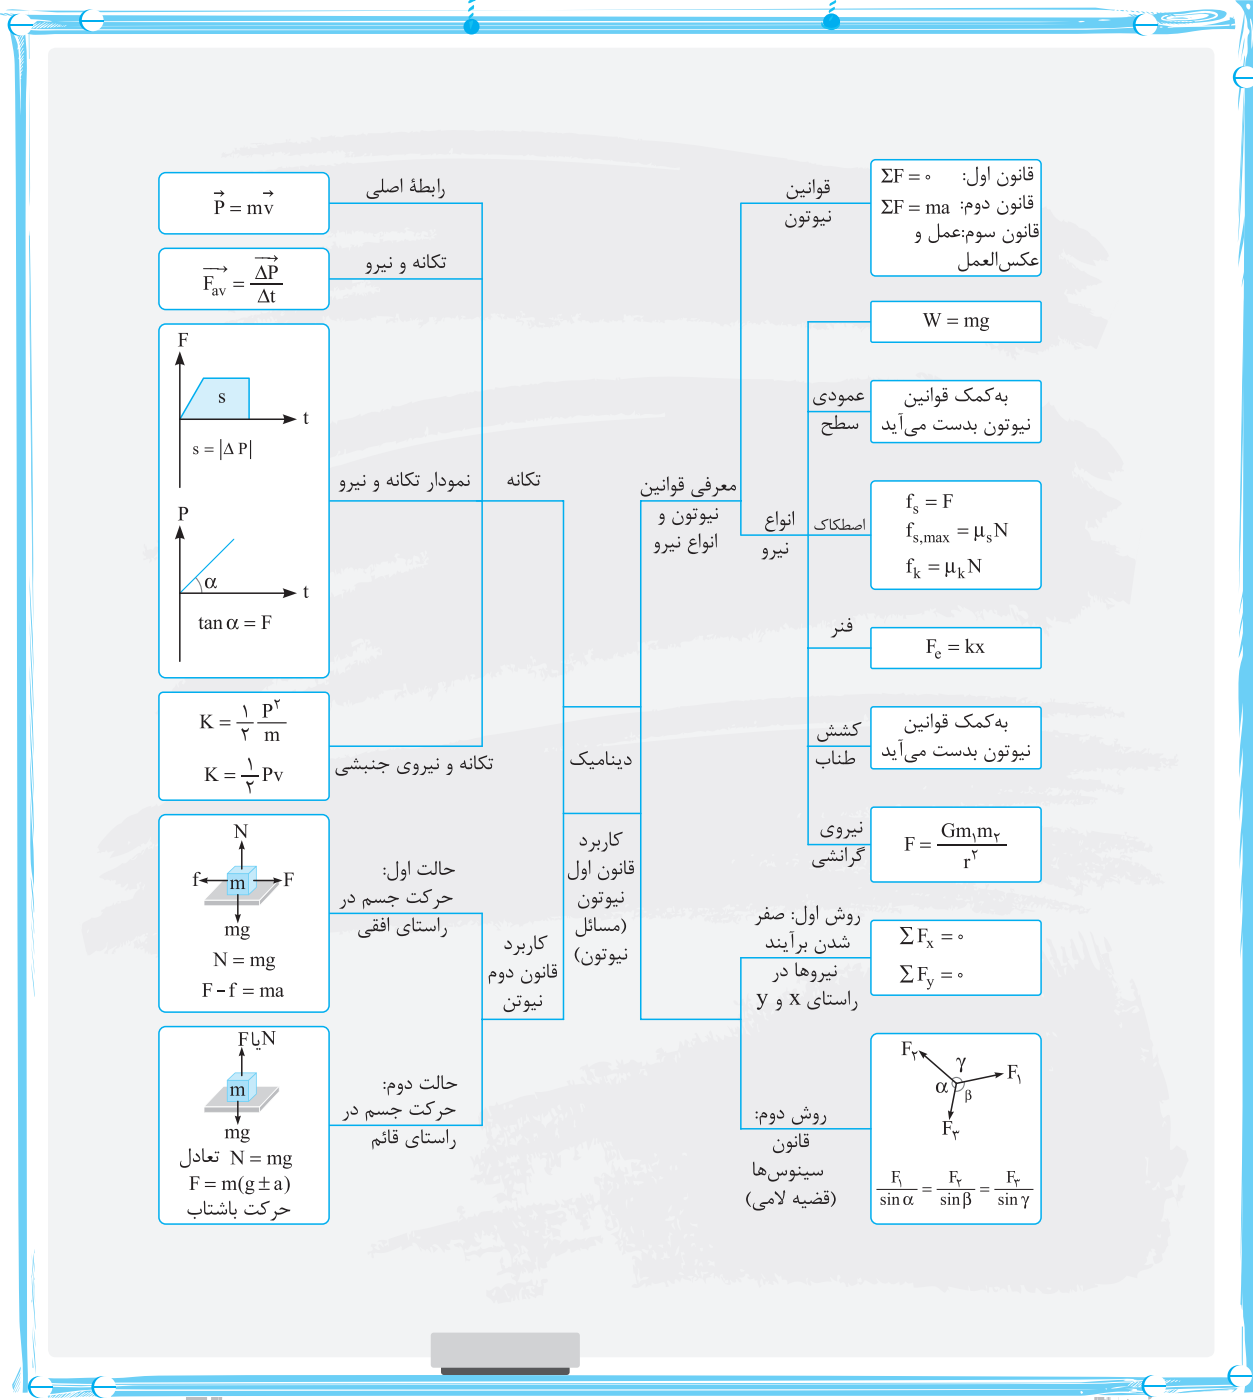 قوانین
نیوتون
قانون اول: ΣF = ۰
قانون دوم: ΣF = ma
قانون سوم:عمل و
عکس‌العمل
معرفی قوانین
نیوتون و
انواع نیرو
انواع
نیرو
W = mg
عمودی
سطح
به‌کمک قوانین
نیوتون بدست می‌آید
اصطکاک
fₛ = F
f_{s,max} = μₛN
fₖ = μₖN
فنر
Fₑ = kx
کشش
طناب
به‌کمک قوانین
نیوتون بدست می‌آید
نیروی
گرانشی
F = Gm₁m₂ / r²
دینامیک
کاربرد
قانون اول
نیوتون
(مسائل
نیوتون)
روش اول: صفر
شدن برآیند
نیروها در
راستای x و y
ΣFₓ = ۰
ΣF_y = ۰
روش دوم:
قانون
سینوس‌ها
(قضیه لامی)
F۲
γ
F۱
α
β
F۳
F۱/sin α = F۲/sin β = F۳/sin γ
تکانه
رابطهٔ اصلی
P⃗ = mv⃗
تکانه و نیرو
F⃗_{av} = ΔP⃗ / Δt
نمودار تکانه و نیرو
F
s
t
s = |Δ P|
P
α
t
tan α = F
تکانه و نیروی جنبشی
K = ۱/۲ P²/m
K = ۱/۲ Pv
کاربرد
قانون دوم
نیوتن
حالت اول:
حرکت جسم در
راستای افقی
N
f m F
mg
N = mg
F − f = ma
حالت دوم:
حرکت جسم در
راستای قائم
F یا N
m
mg
N = mg تعادل
F = m(g ± a)
حرکت باشتاب